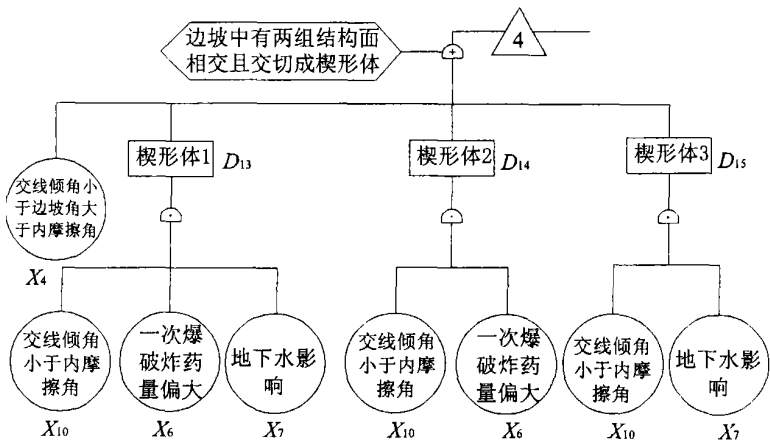 边坡中有两组结构面
相交且交切成楔形体
4
+
楔形体1
D13
楔形体2
D14
楔形体3
D15
交线倾角小
于边坡角大
于内摩擦角
X4
交线倾角
小于内摩
擦角
X10
一次爆
破炸药
量偏大
X6
地下水影
响
X7
交线倾角
小于内摩
擦角
X10
一次爆
破炸药
量偏大
X6
交线倾角
小于内摩
擦角
X10
地下水影
响
X7